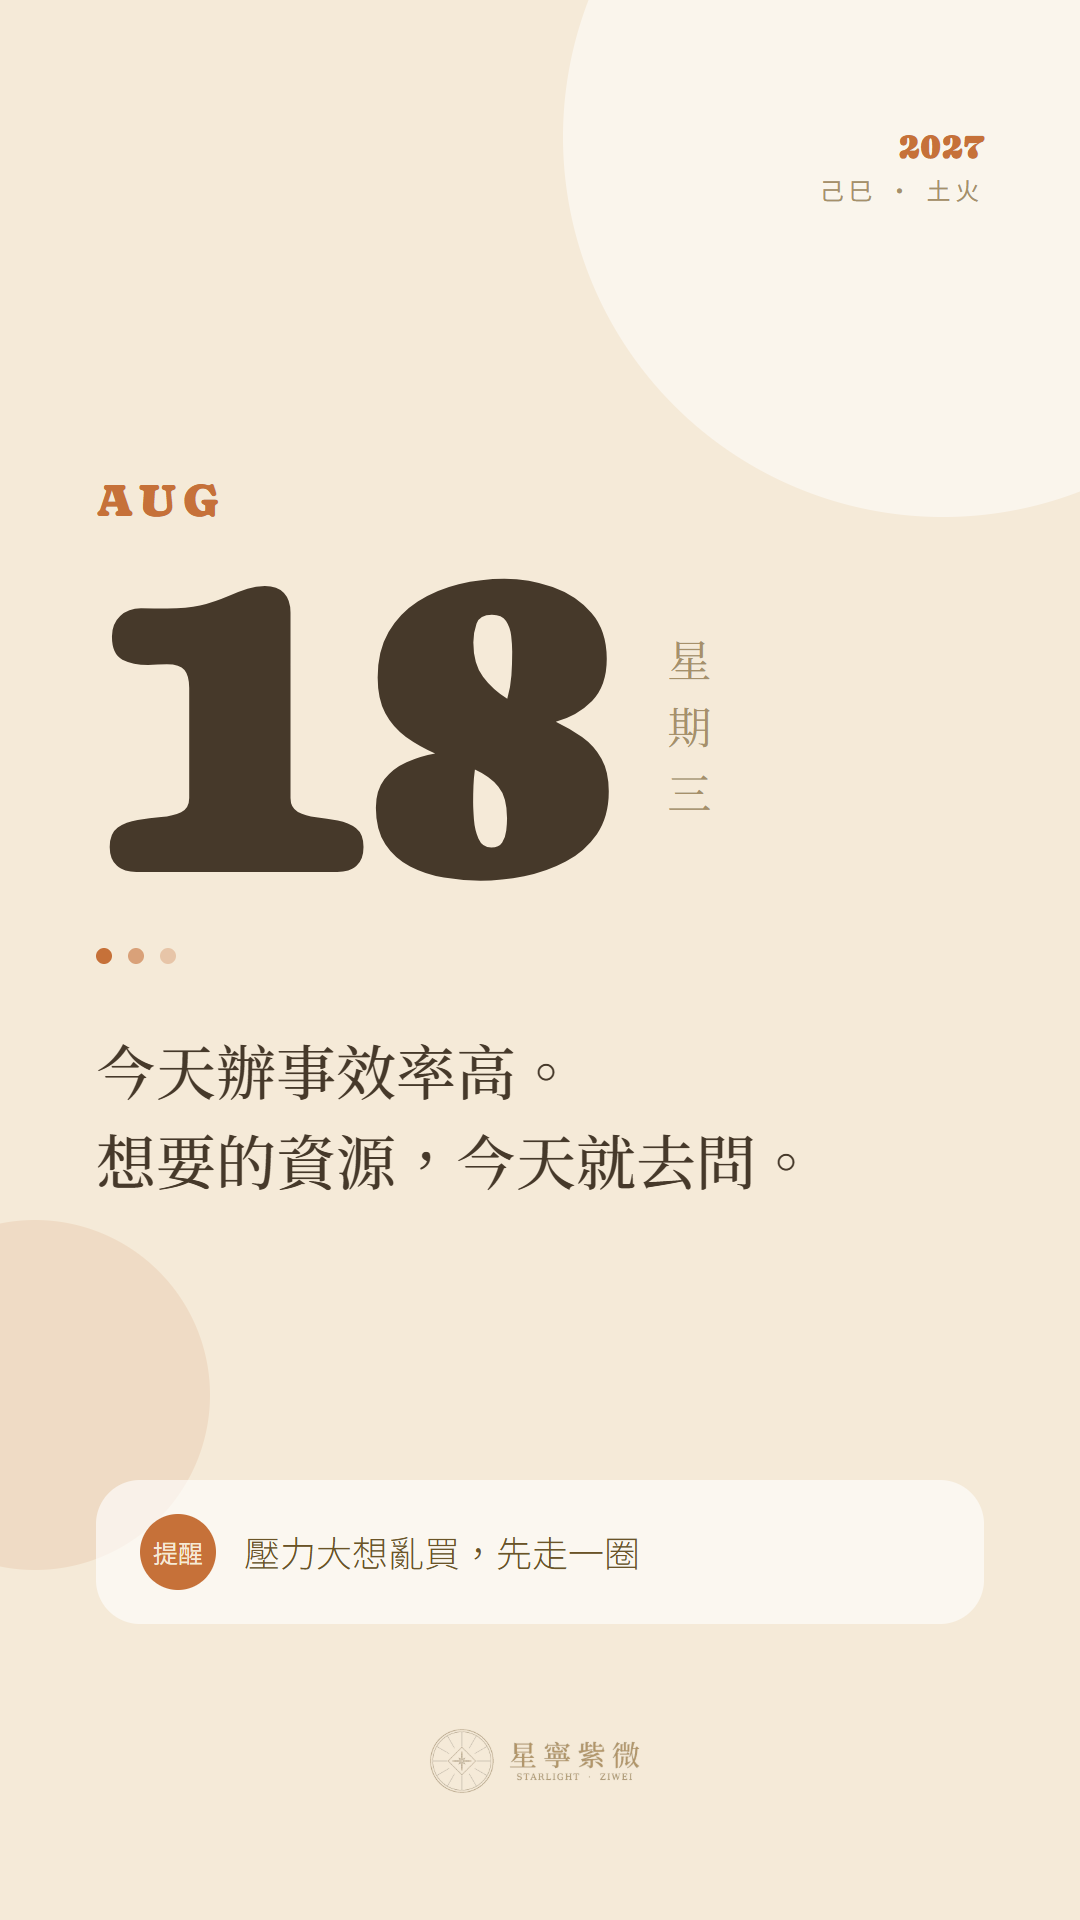 2027
己巳 · 土火
AUG
18
星期三
今天辦事效率高。
想要的資源，今天就去問。
提醒
壓力大想亂買，先走一圈
星寧紫微
STARLIGHT · ZIWEI